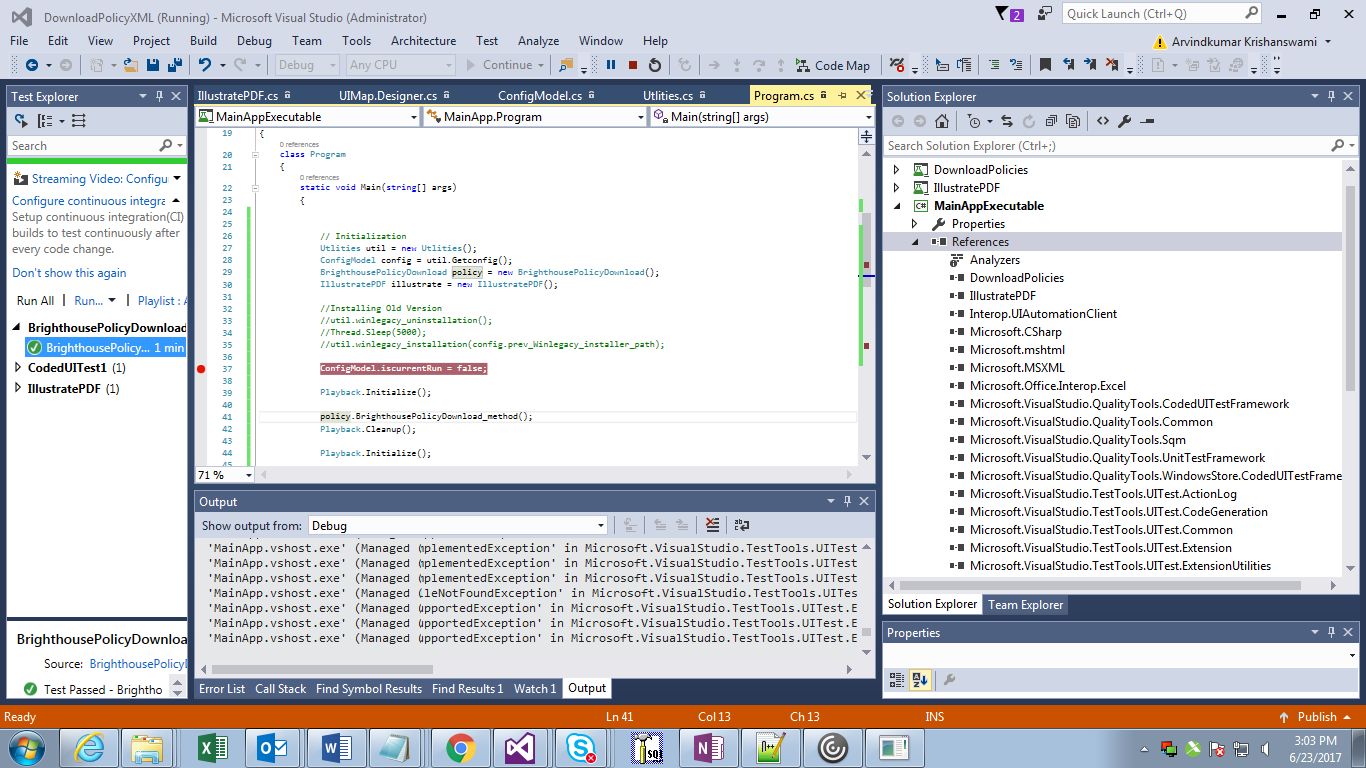 DownloadPolicyXML (Running) - Microsoft Visual Studio (Administrator)
2
Quick Launch (Ctrl+Q)
File Edit View Project Build Debug Team Tools Architecture Test Analyze Window Help
Arvindkumar Krishanswami
Debug Any CPU Continue Code Map
Test Explorer
Search
Streaming Video: Configu
Configure continuous integra
Setup continuous integration(CI)
builds to test continuously after
every code change.
Don't show this again
Run All | Run... | Playlist : A
BrighthousePolicyDownload
BrighthousePolicy... 1 min
CodedUITest1 (1)
IllustratePDF (1)
BrighthousePolicyDownloa
Source: BrighthousePolicyD
Test Passed - Brightho
IllustratePDF.cs UIMap.Designer.cs ConfigModel.cs Utlities.cs Program.cs
MainAppExecutable MainApp.Program Main(string[] args)
19 {
0 references
20 class Program
21 {
0 references
22 static void Main(string[] args)
23 {
24
25
26 // Initialization
27 Utlities util = new Utlities();
28 ConfigModel config = util.Getconfig();
29 BrighthousePolicyDownload policy = new BrighthousePolicyDownload();
30 IllustratePDF illustrate = new IllustratePDF();
31
32 //Installing Old Version
33 //util.winlegacy_uninstallation();
34 //Thread.Sleep(5000);
35 //util.winlegacy_installation(config.prev_Winlegacy_installer_path);
36
37 ConfigModel.iscurrentRun = false;
38
39 Playback.Initialize();
40
41 policy.BrighthousePolicyDownload_method();
42 Playback.Cleanup();
43
44 Playback.Initialize();
45
71 %
Output
Show output from: Debug
'MainApp.vshost.exe' (Managed (mplementedException' in Microsoft.VisualStudio.TestTools.UITest
'MainApp.vshost.exe' (Managed (mplementedException' in Microsoft.VisualStudio.TestTools.UITest
'MainApp.vshost.exe' (Managed (mplementedException' in Microsoft.VisualStudio.TestTools.UITest
'MainApp.vshost.exe' (Managed (leNotFoundException' in Microsoft.VisualStudio.TestTools.UITes
'MainApp.vshost.exe' (Managed (upportedException' in Microsoft.VisualStudio.TestTools.UITest.E
'MainApp.vshost.exe' (Managed (upportedException' in Microsoft.VisualStudio.TestTools.UITest.E
'MainApp.vshost.exe' (Managed (upportedException' in Microsoft.VisualStudio.TestTools.UITest.E
Error List Call Stack Find Symbol Results Find Results 1 Watch 1 Output
Solution Explorer
Search Solution Explorer (Ctrl+;)
DownloadPolicies
IllustratePDF
C# MainAppExecutable
Properties
References
Analyzers
DownloadPolicies
IllustratePDF
Interop.UIAutomationClient
Microsoft.CSharp
Microsoft.mshtml
Microsoft.MSXML
Microsoft.Office.Interop.Excel
Microsoft.VisualStudio.QualityTools.CodedUITestFramework
Microsoft.VisualStudio.QualityTools.Common
Microsoft.VisualStudio.QualityTools.Sqm
Microsoft.VisualStudio.QualityTools.UnitTestFramework
Microsoft.VisualStudio.QualityTools.WindowsStore.CodedUITestFrame
Microsoft.VisualStudio.TestTools.UITest.ActionLog
Microsoft.VisualStudio.TestTools.UITest.CodeGeneration
Microsoft.VisualStudio.TestTools.UITest.Common
Microsoft.VisualStudio.TestTools.UITest.Extension
Microsoft.VisualStudio.TestTools.UITest.ExtensionUtilities
Solution Explorer Team Explorer
Properties
Ready Ln 41 Col 13 Ch 13 INS Publish
3:03 PM
6/23/2017